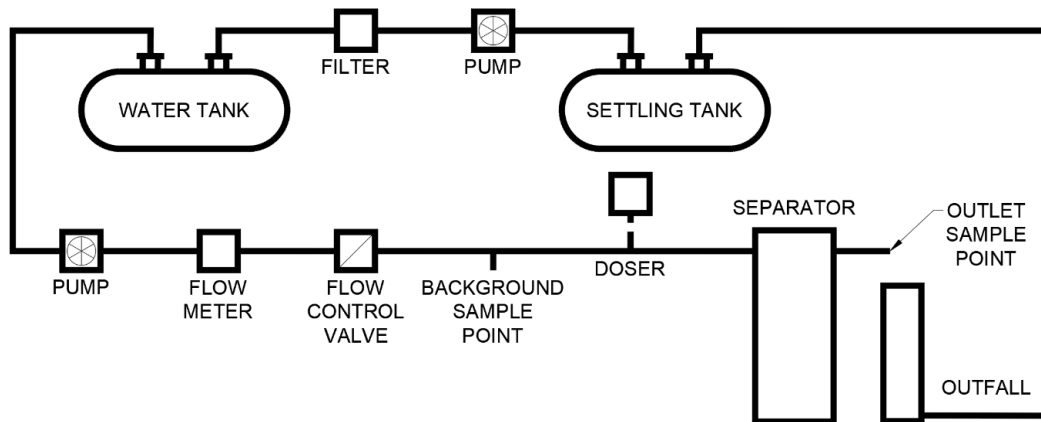 FILTER
PUMP
WATER TANK
SETTLING TANK
SEPARATOR
OUTLET
SAMPLE
POINT
PUMP
FLOW
METER
FLOW
CONTROL
VALVE
BACKGROUND
SAMPLE
POINT
DOSER
OUTFALL